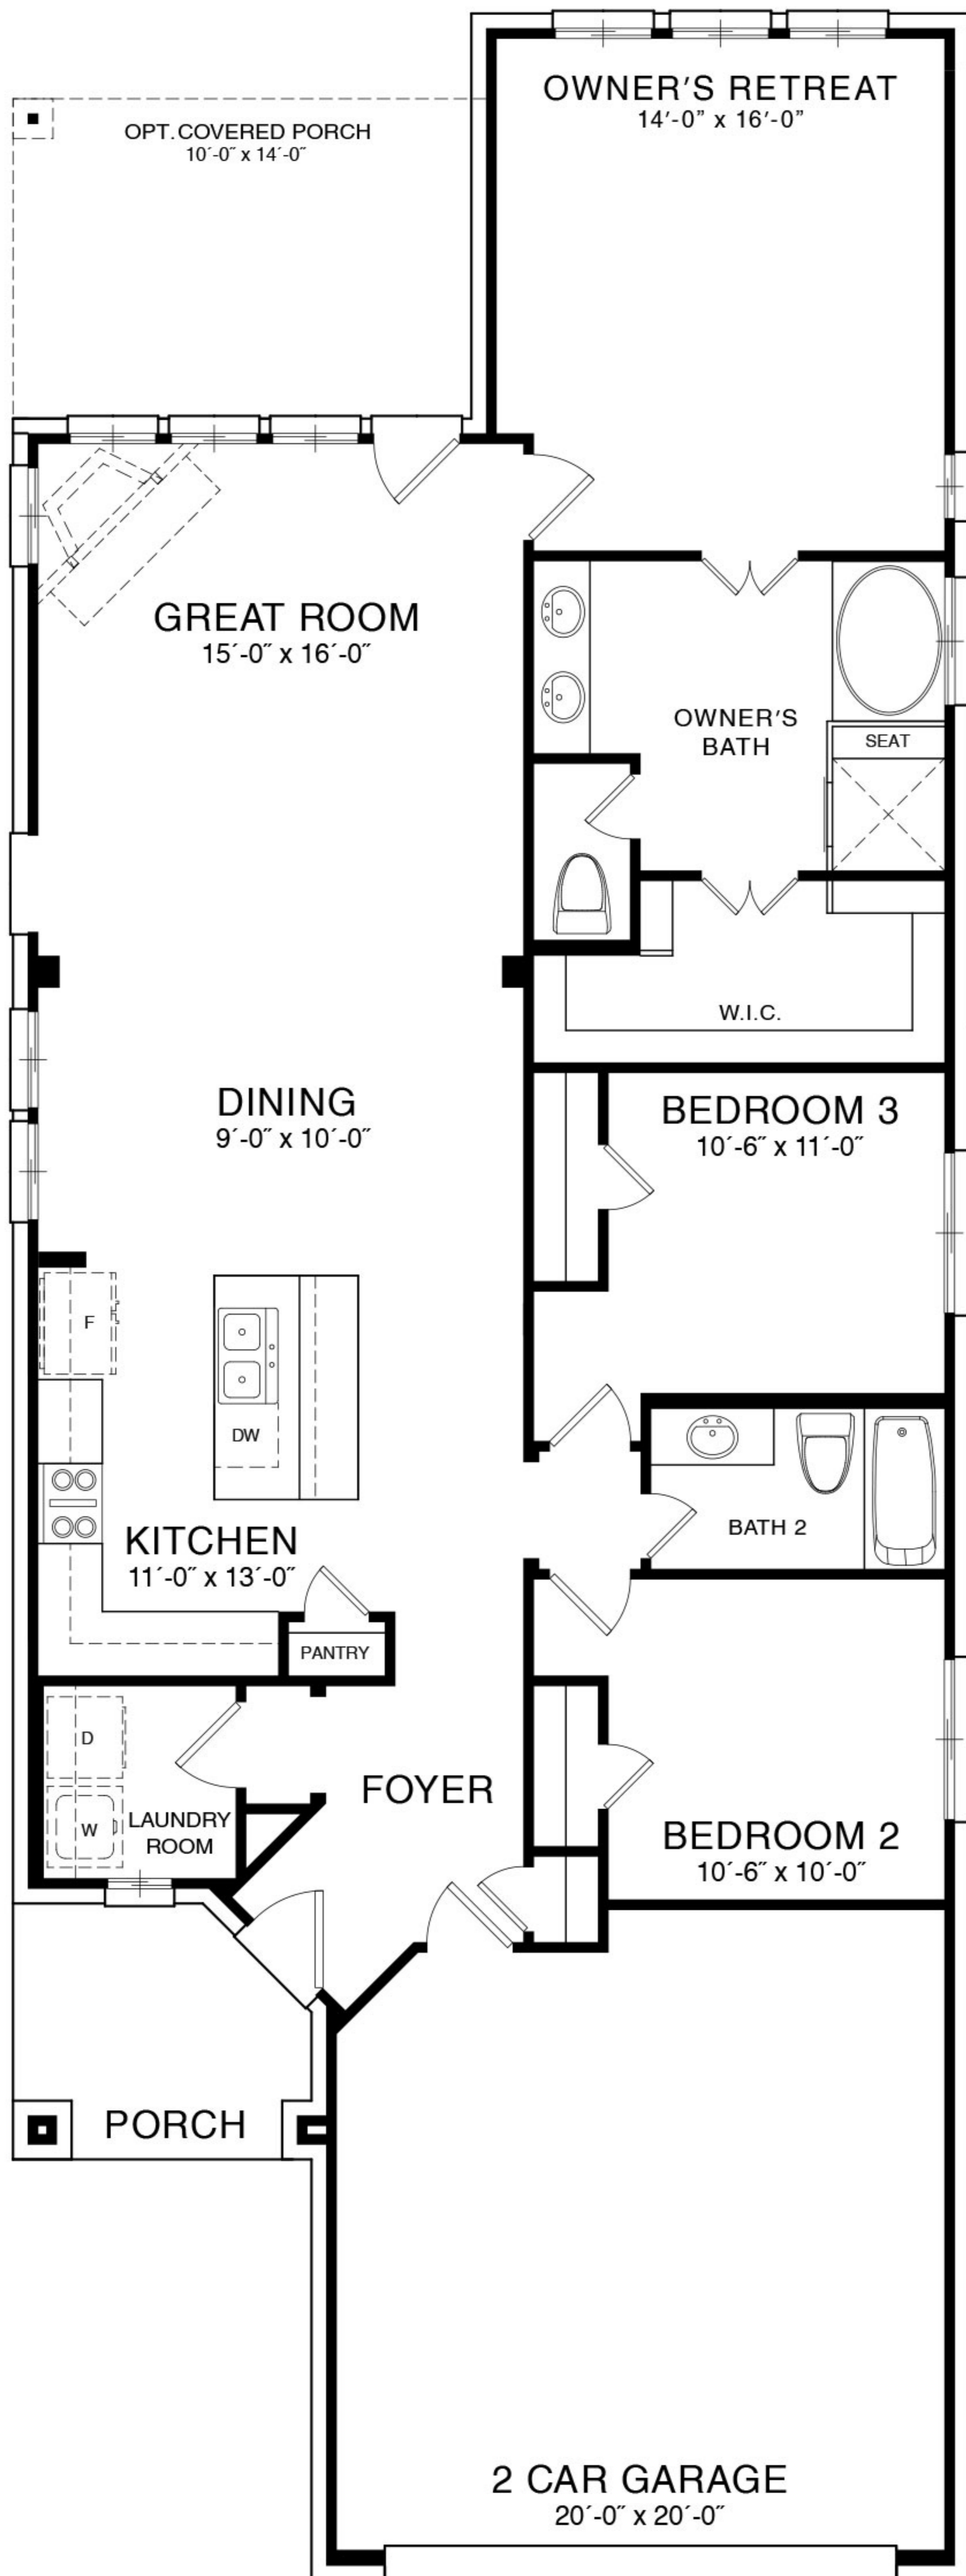 OWNER'S RETREAT
14'-0" x 16'-0"
OPT. COVERED PORCH
10´-0˝ x 14´-0˝
GREAT ROOM
15´-0˝ x 16´-0˝
OWNER'S
BATH
SEAT
W.I.C.
DINING
9´-0˝ x 10´-0˝
BEDROOM 3
10´-6˝ x 11´-0˝
F
DW
KITCHEN
11´-0˝ x 13´-0˝
BATH 2
PANTRY
D
W
LAUNDRY
ROOM
FOYER
BEDROOM 2
10´-6˝ x 10´-0˝
PORCH
2 CAR GARAGE
20´-0˝ x 20´-0˝